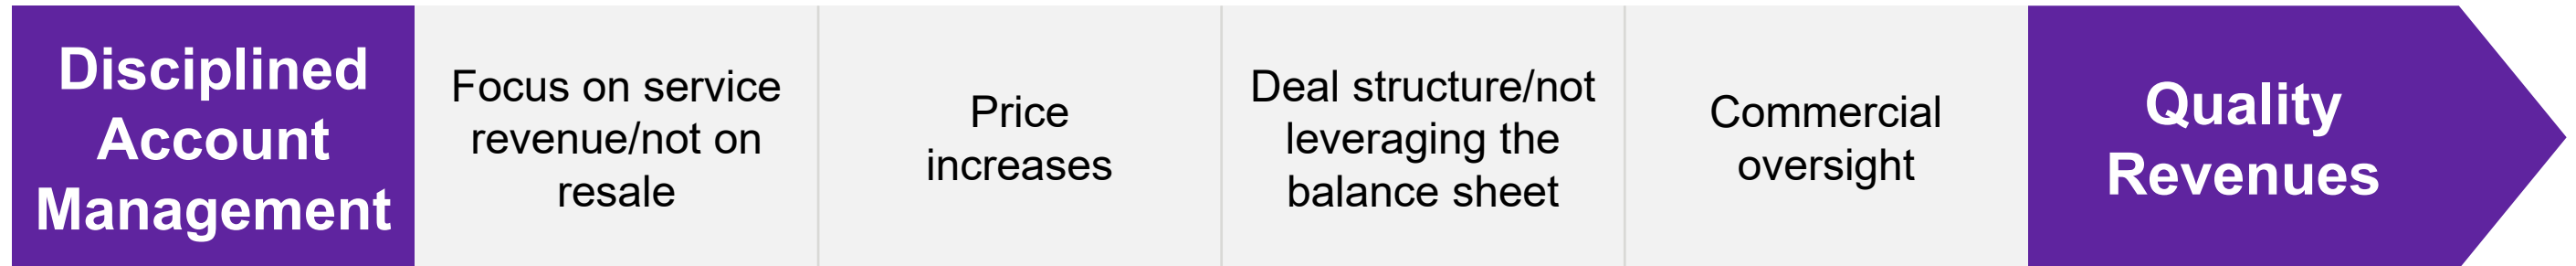 Disciplined
Account
Management
Focus on service
revenue/not on
resale
Price
increases
Deal structure/not
leveraging the
balance sheet
Commercial
oversight
Quality
Revenues